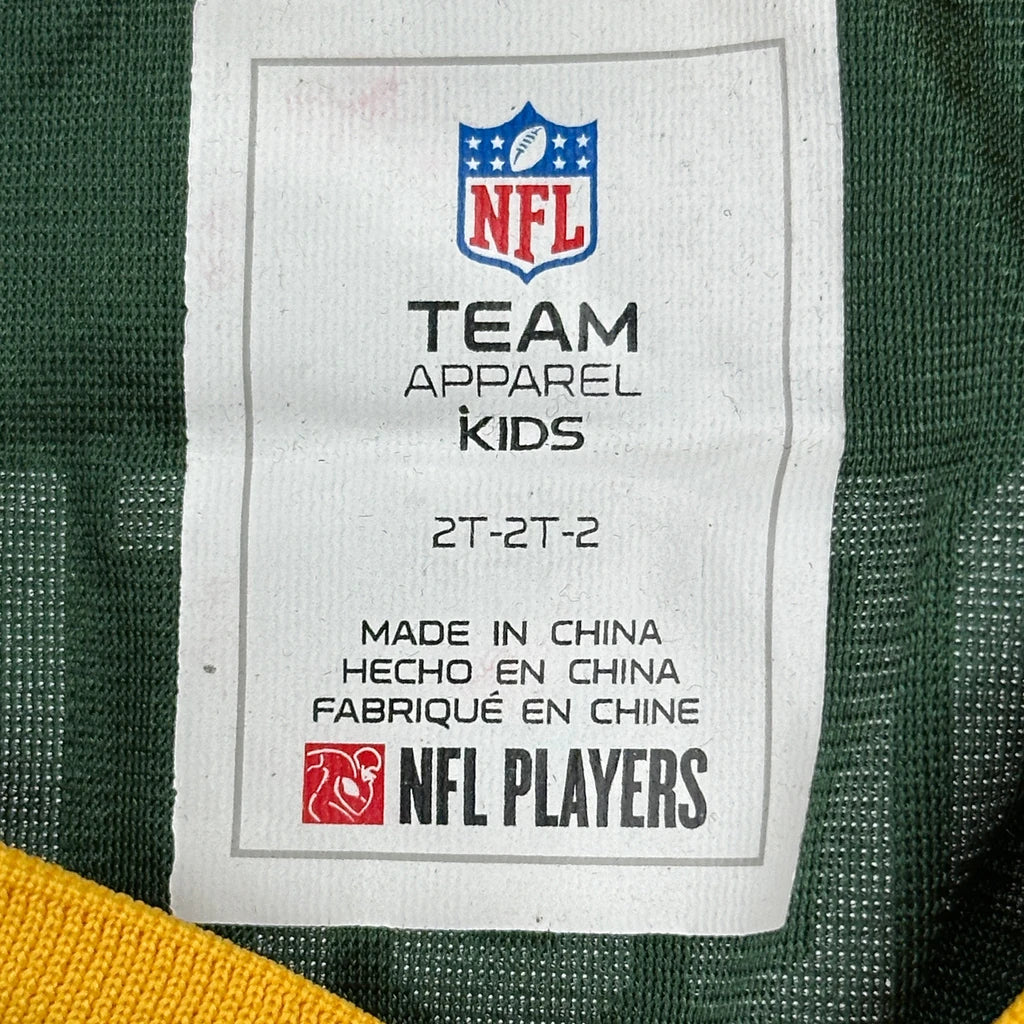 NFL
TEAM
APPAREL
KIDS
2T-2T-2
MADE IN CHINA
HECHO EN CHINA
FABRIQUÉ EN CHINE
NFL PLAYERS